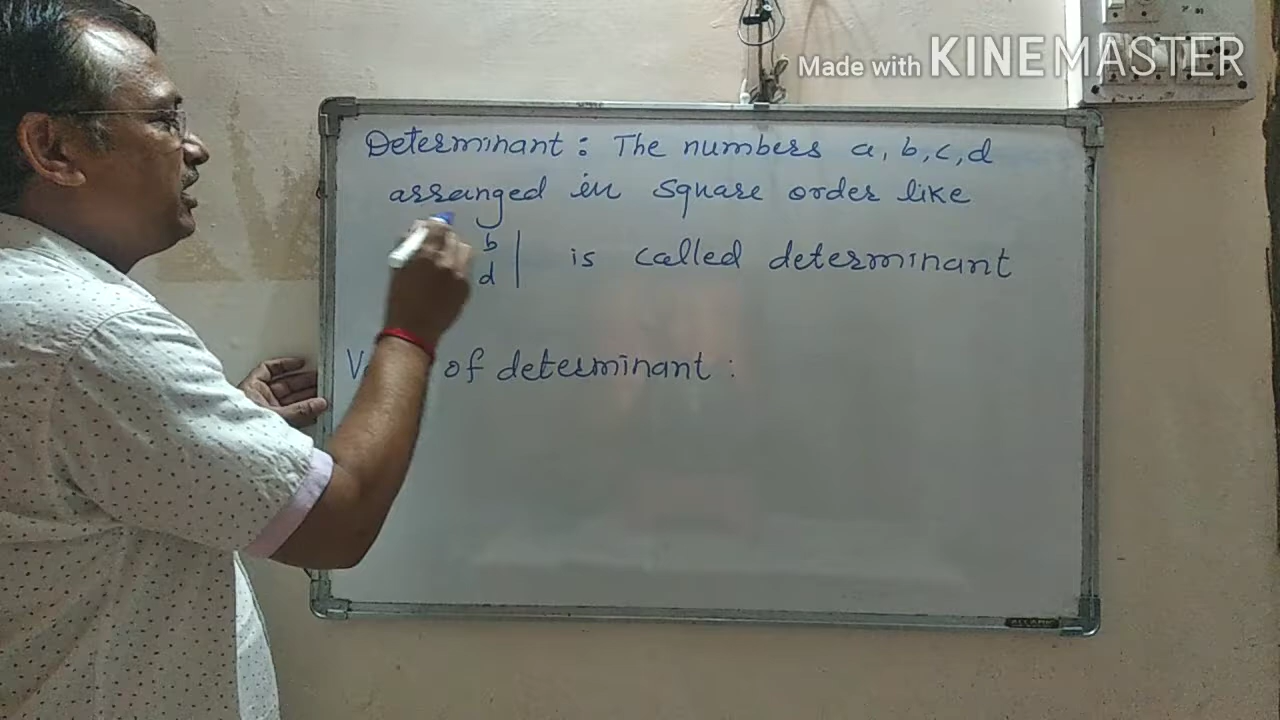 Made with KINEMASTER
Determinant : The numbers a, b, c, d
arranged in square order like
b
d
is called determinant
of determinant :